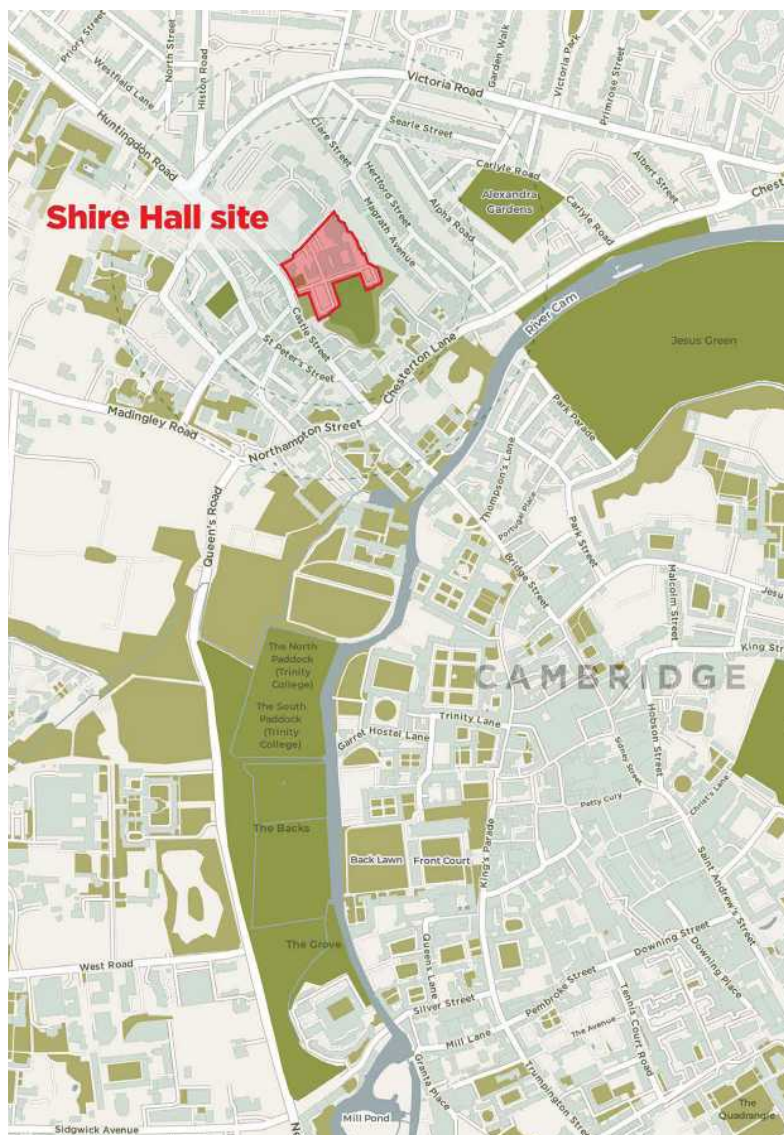 Priory Street
North Street
Westfield Lane
Histon Road
Huntingdon Road
Victoria Road
Garden Walk
Victoria Park
Primrose Street
Searle Street
Clare Street
Hertford Street
Carlyle Road
Albert Street
Alexandra
Gardens
Magrath Avenue
Alpha Road
Carlyle Road
Chest
Shire Hall site
River Cam
Castle Street
St Peter's Street
Chesterton Lane
Jesus Green
Madingley Road
Northampton Street
Park Parade
Queen's Road
Thompson's Lane
Portugal Place
Park Street
Bridge Street
Malcolm Street
Jesu
King Str
The North
Paddock
(Trinity
College)
CAMBRIDGE
The South
Paddock
(Trinity
College)
Trinity Lane
Garret Hostel Lane
Hobson Street
Sidney Street
Petty Cury
Christ's Lane
The Backs
King's Parade
Back Lawn
Front Court
Saint Andrew's Street
The Grove
Queens Lane
West Road
Downing Street
Downing Place
Silver Street
Pembroke Street
Mill Lane
The Avenue
Tennis Court Road
Granta Place
Trumpington Street
Mill Pond
The
Quadrangle
Sidgwick Avenue
Ne